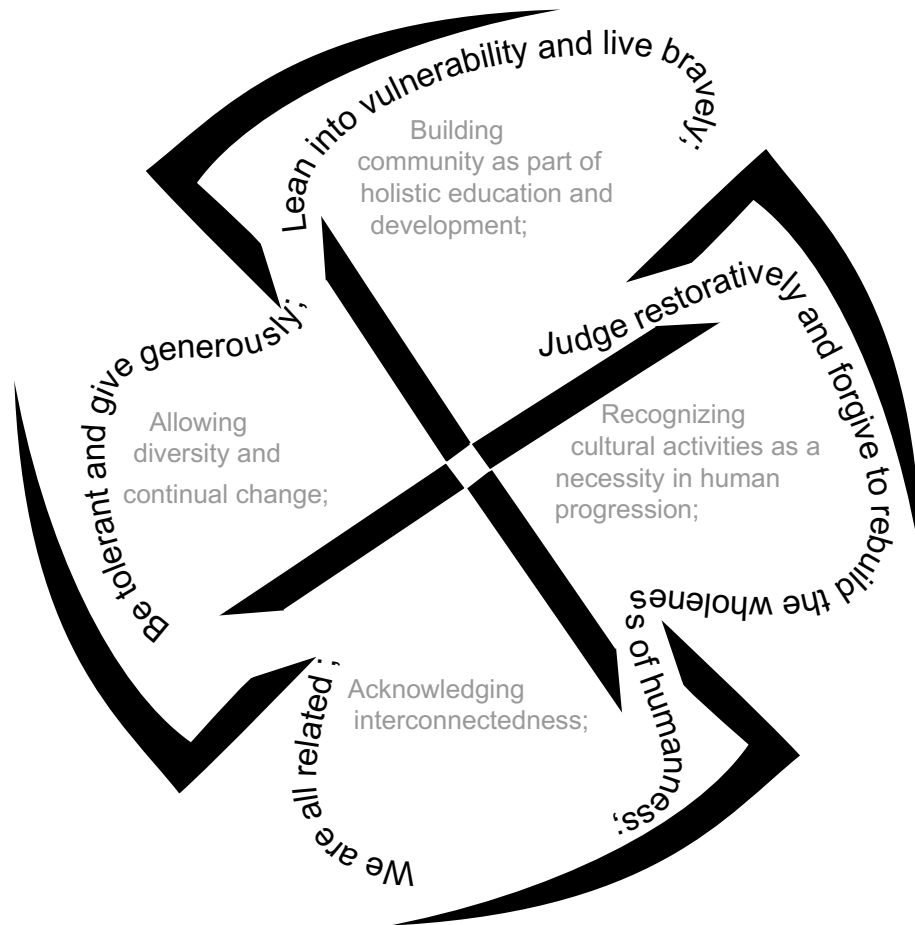 Lean into vulnerability and live bravely;
Building
community as part of
holistic education and
development;
Judge restoratively and forgive to rebuild the wholeness of humanness;
Recognizing
cultural activities as a
necessity in human
progression;
Be tolerant and give generously;
Allowing
diversity and
continual change;
We are all related ;
Acknowledging
interconnectedness;